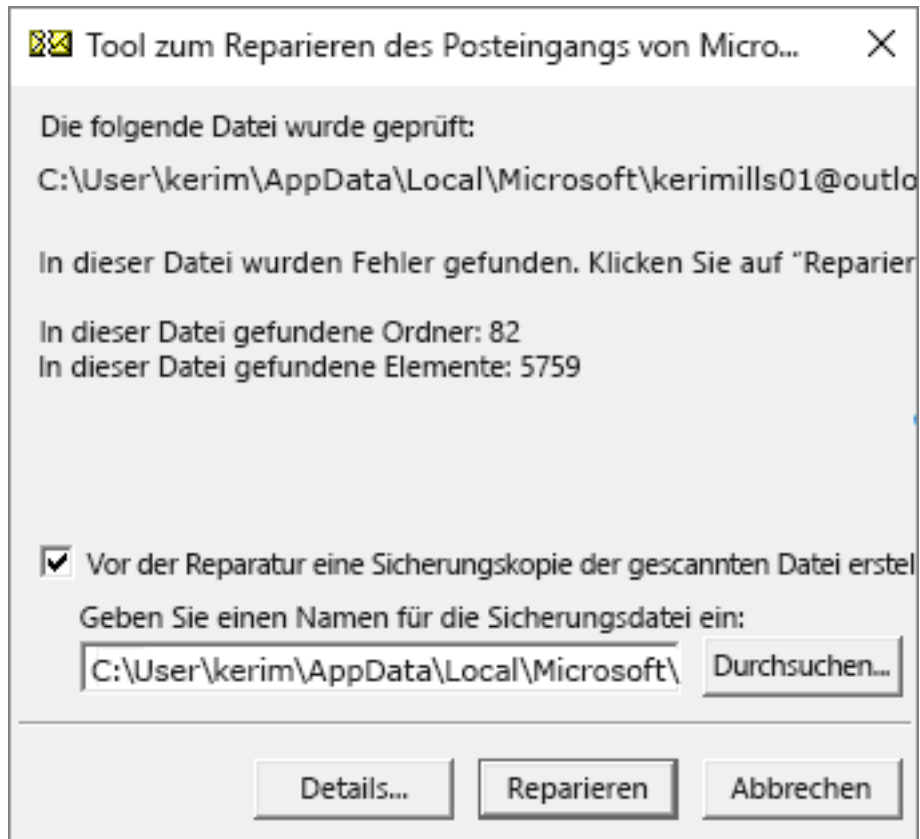 Tool zum Reparieren des Posteingangs von Micro...
Die folgende Datei wurde geprüft:
C:\User\kerim\AppData\Local\Microsoft\kerimills01@outlo
In dieser Datei wurden Fehler gefunden. Klicken Sie auf "Reparier
In dieser Datei gefundene Ordner: 82
In dieser Datei gefundene Elemente: 5759
Vor der Reparatur eine Sicherungskopie der gescannten Datei erstel
Geben Sie einen Namen für die Sicherungsdatei ein:
C:\User\kerim\AppData\Local\Microsoft\ Durchsuchen...
Details... Reparieren Abbrechen